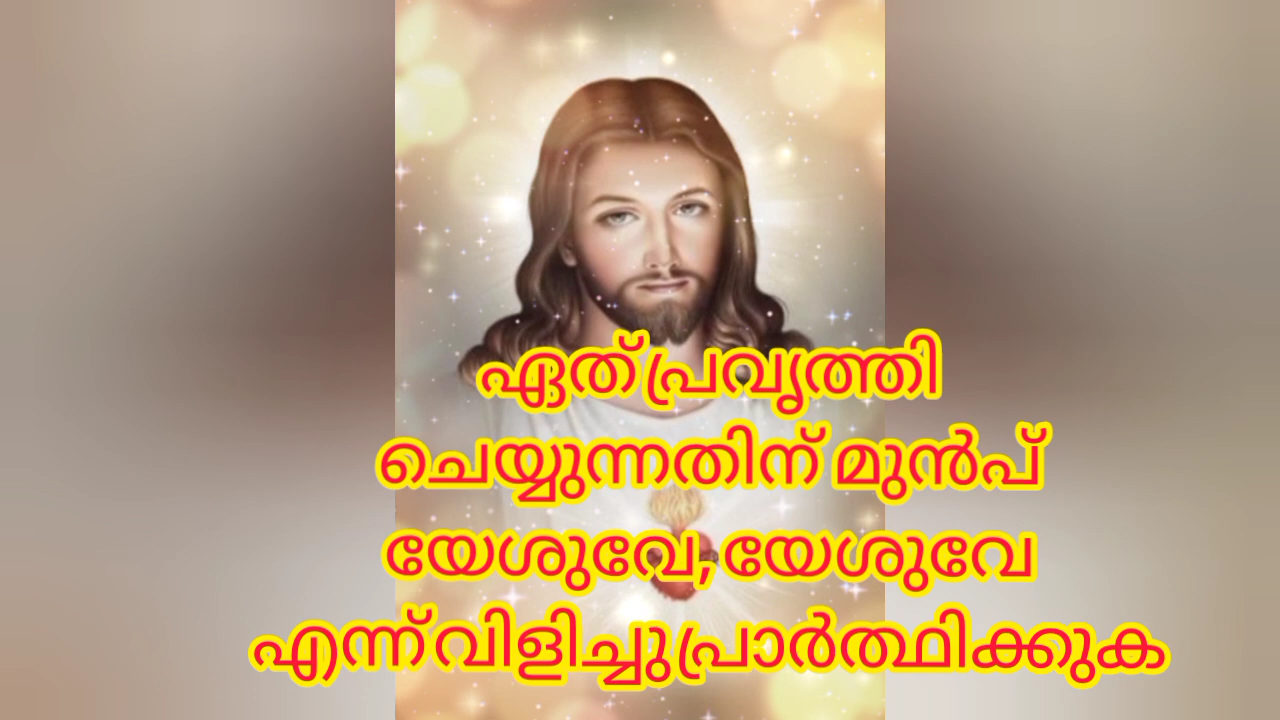 ഏത് പ്രവൃത്തി
ചെയ്യുന്നതിന് മുൻപ്
യേശുവേ, യേശുവേ
എന്ന് വിളിച്ചു പ്രാർത്ഥിക്കുക